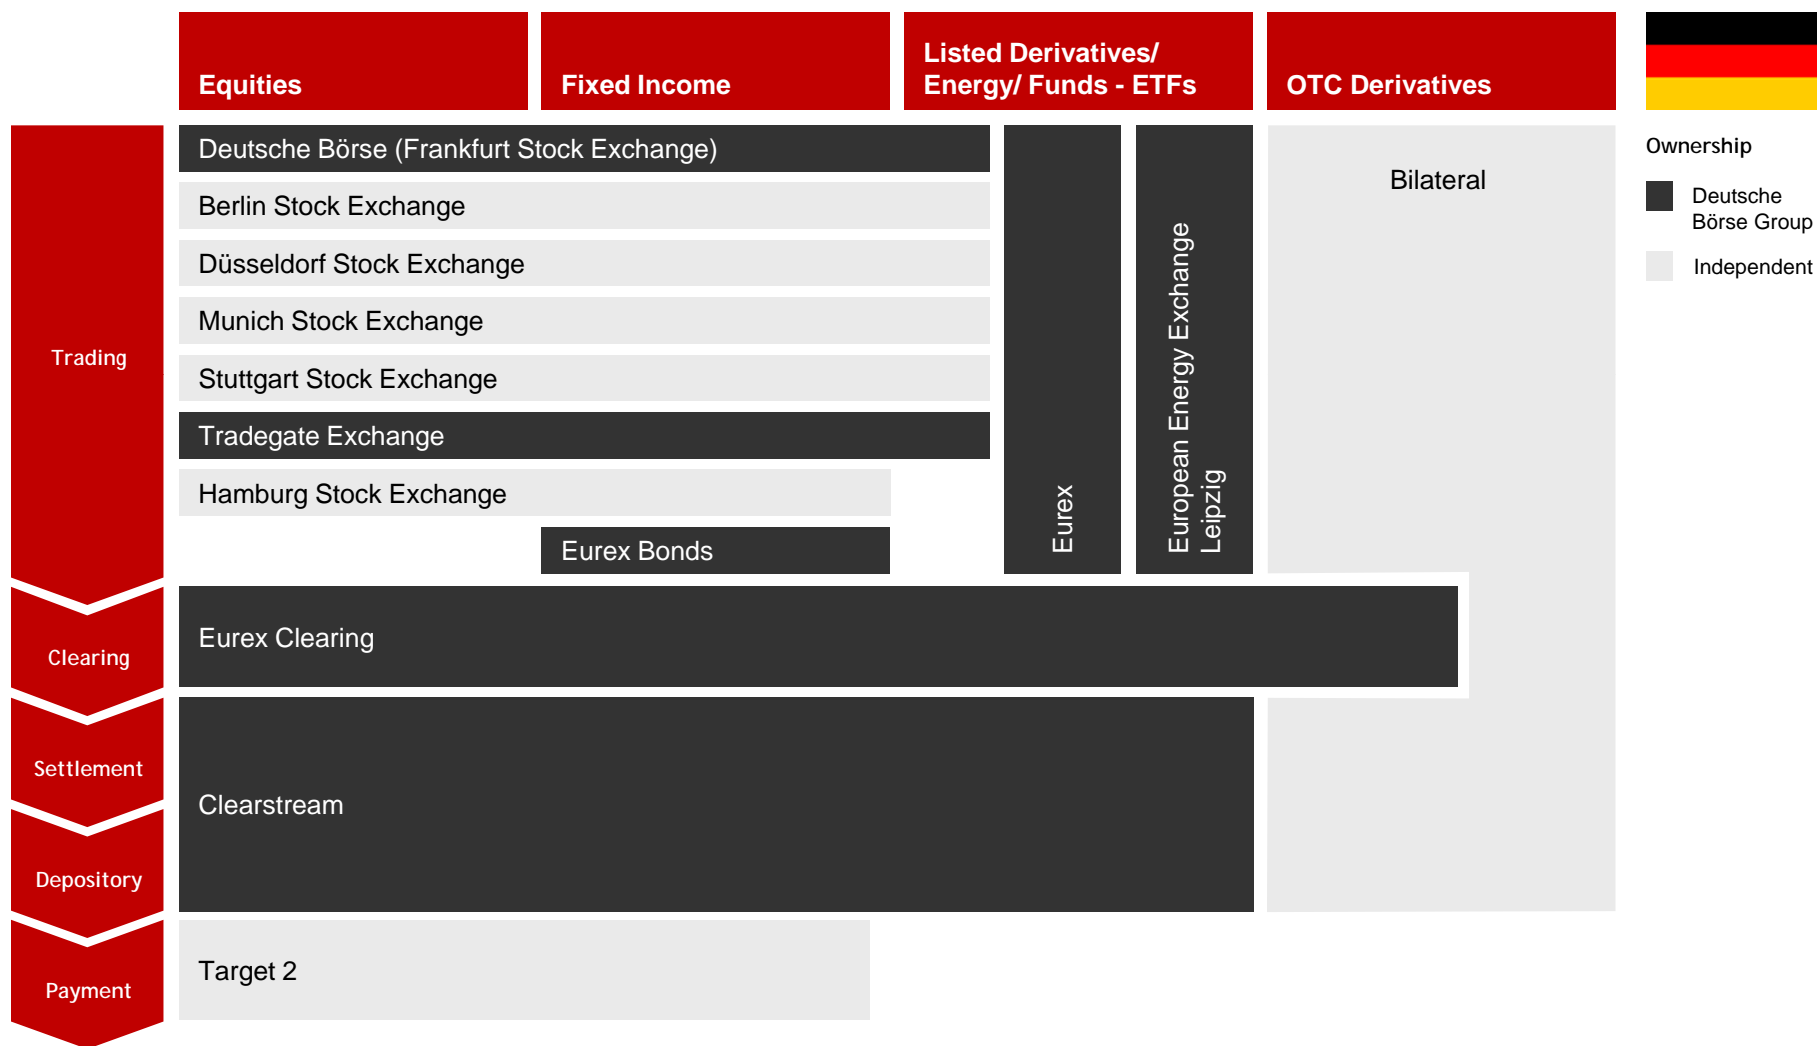 Equities
Fixed Income
Listed Derivatives/
Energy/ Funds - ETFs
OTC Derivatives
Ownership
Deutsche
Börse Group
Independent
Trading
Deutsche Börse (Frankfurt Stock Exchange)
Berlin Stock Exchange
Düsseldorf Stock Exchange
Munich Stock Exchange
Stuttgart Stock Exchange
Tradegate Exchange
Hamburg Stock Exchange
Eurex Bonds
Eurex
European Energy Exchange
Leipzig
Bilateral
Clearing
Eurex Clearing
Settlement
Clearstream
Depository
Payment
Target 2